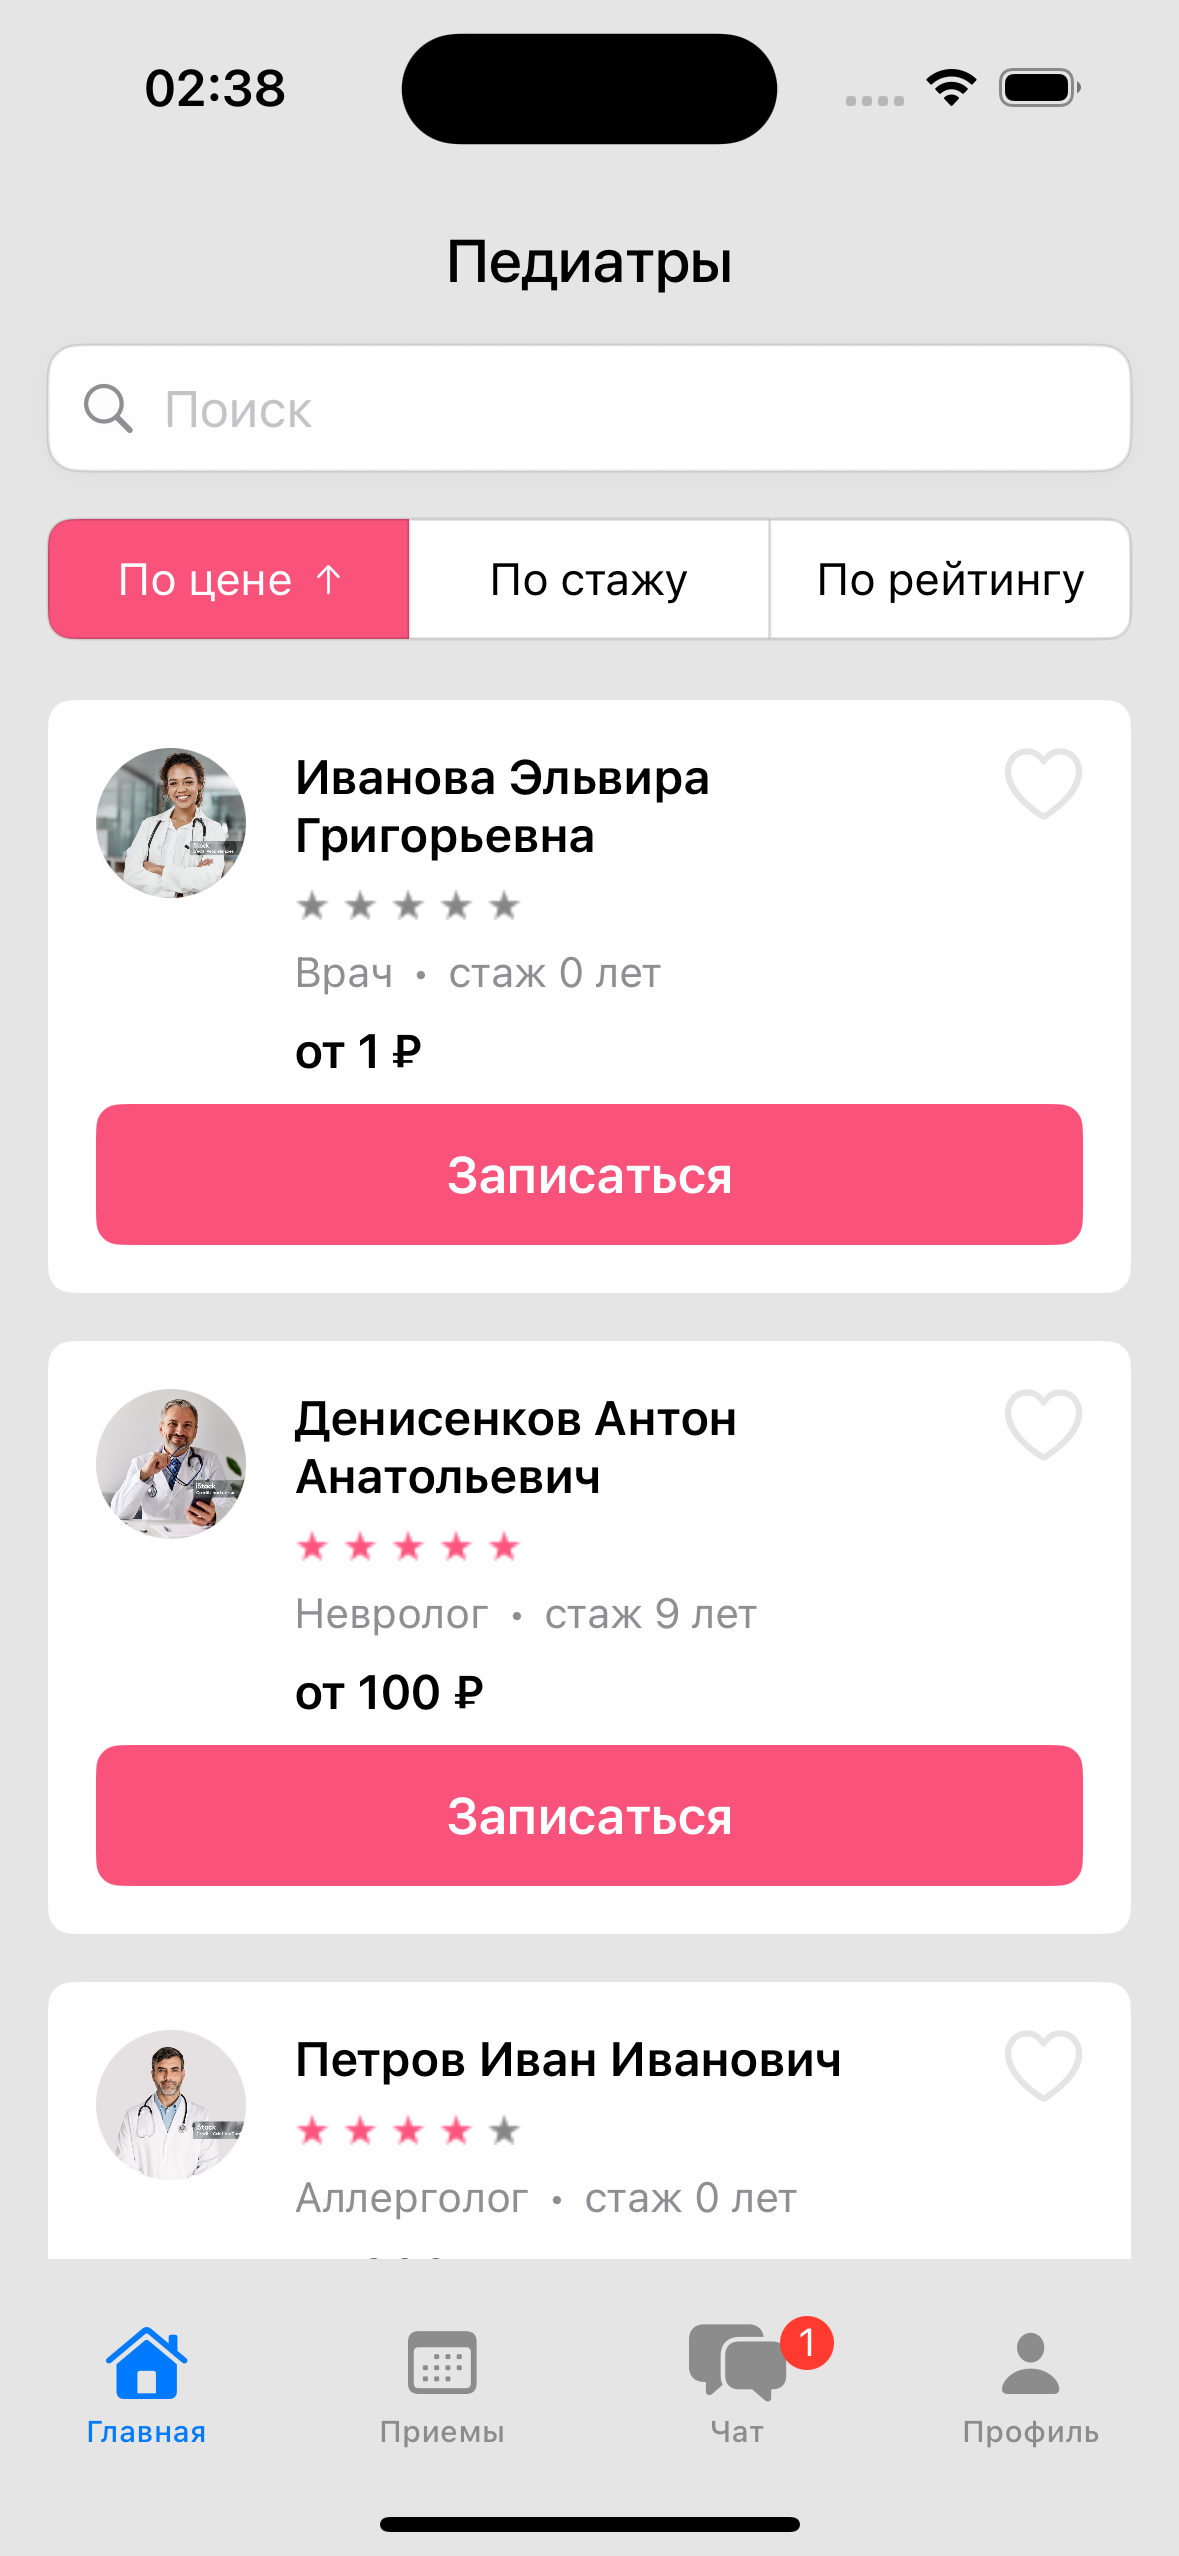 02:38
Педиатры
Поиск
По цене ↑
По стажу
По рейтингу
Иванова Эльвира
Григорьевна
Врач • стаж 0 лет
от 1 ₽
Записаться
Денисенков Антон
Анатольевич
iStock
Невролог • стаж 9 лет
от 100 ₽
Записаться
Петров Иван Иванович
iStock
Аллерголог • стаж 0 лет
1
Главная
Приемы
Чат
Профиль